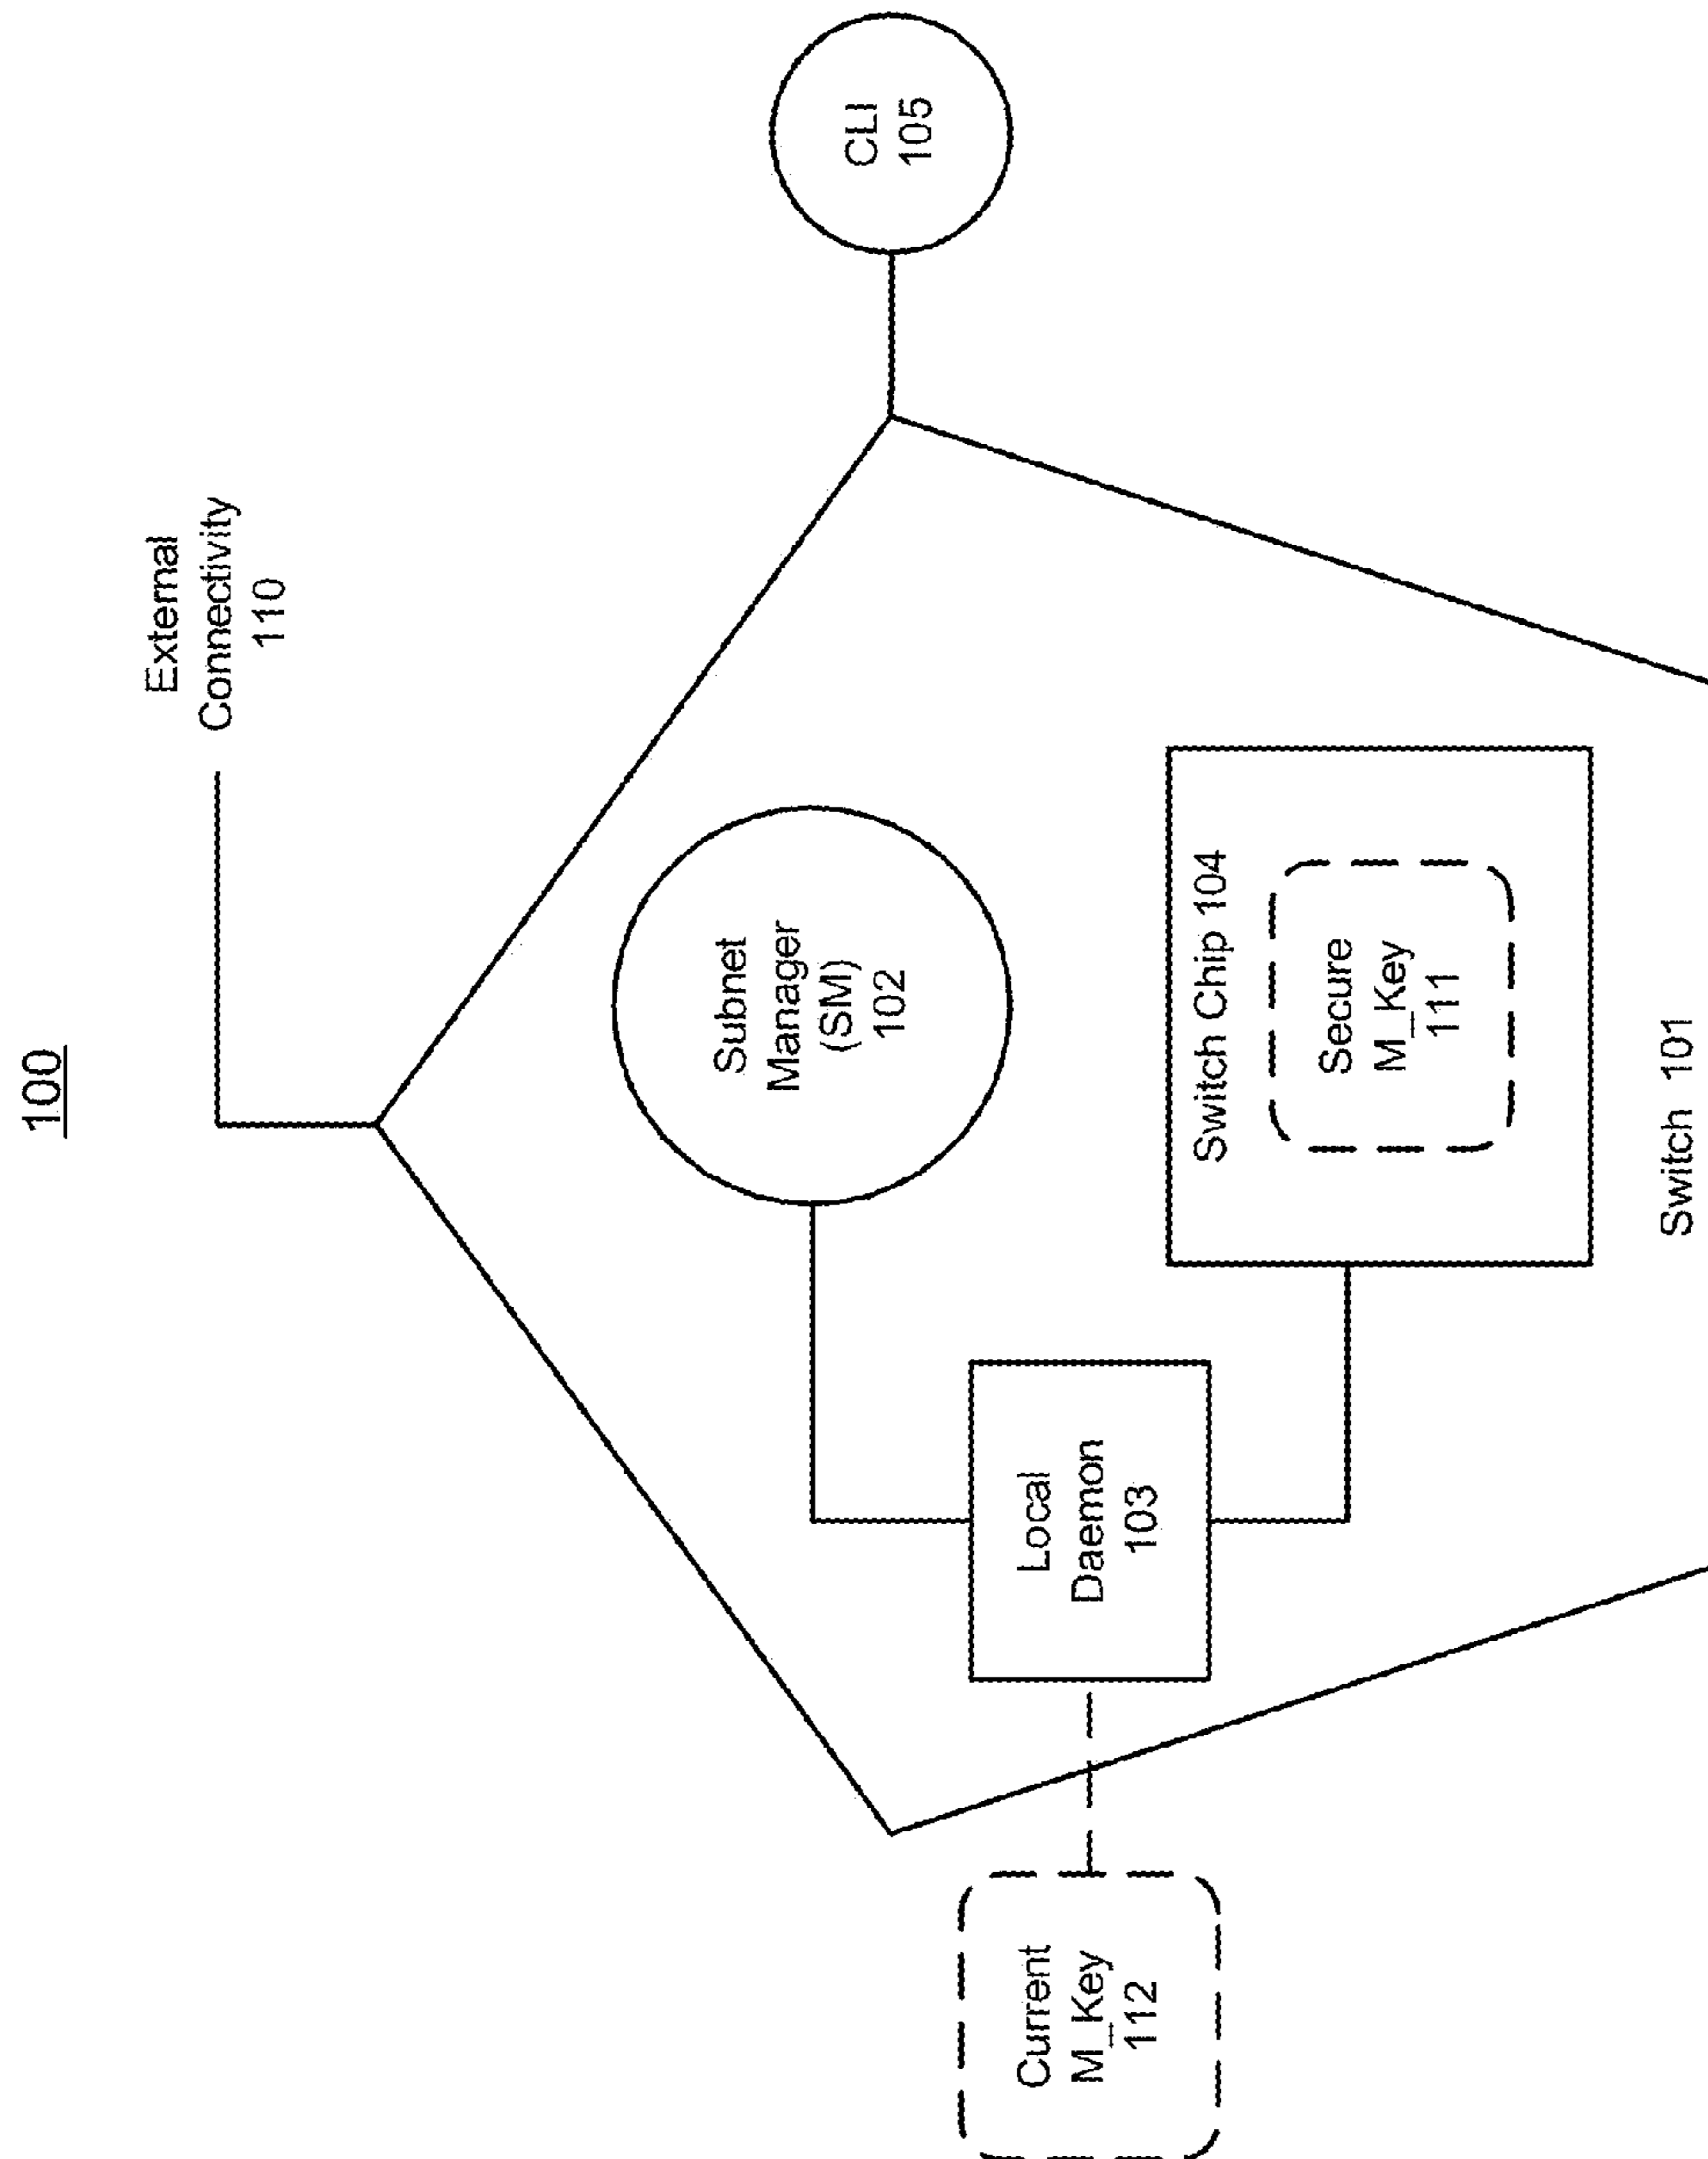 100
External
Connectivity
110
Subnet
Manager
(SM)
102
CLI
105
Current
M_Key
112
Local
Daemon
103
Switch Chip 104
Secure
M_Key
111
Switch 101